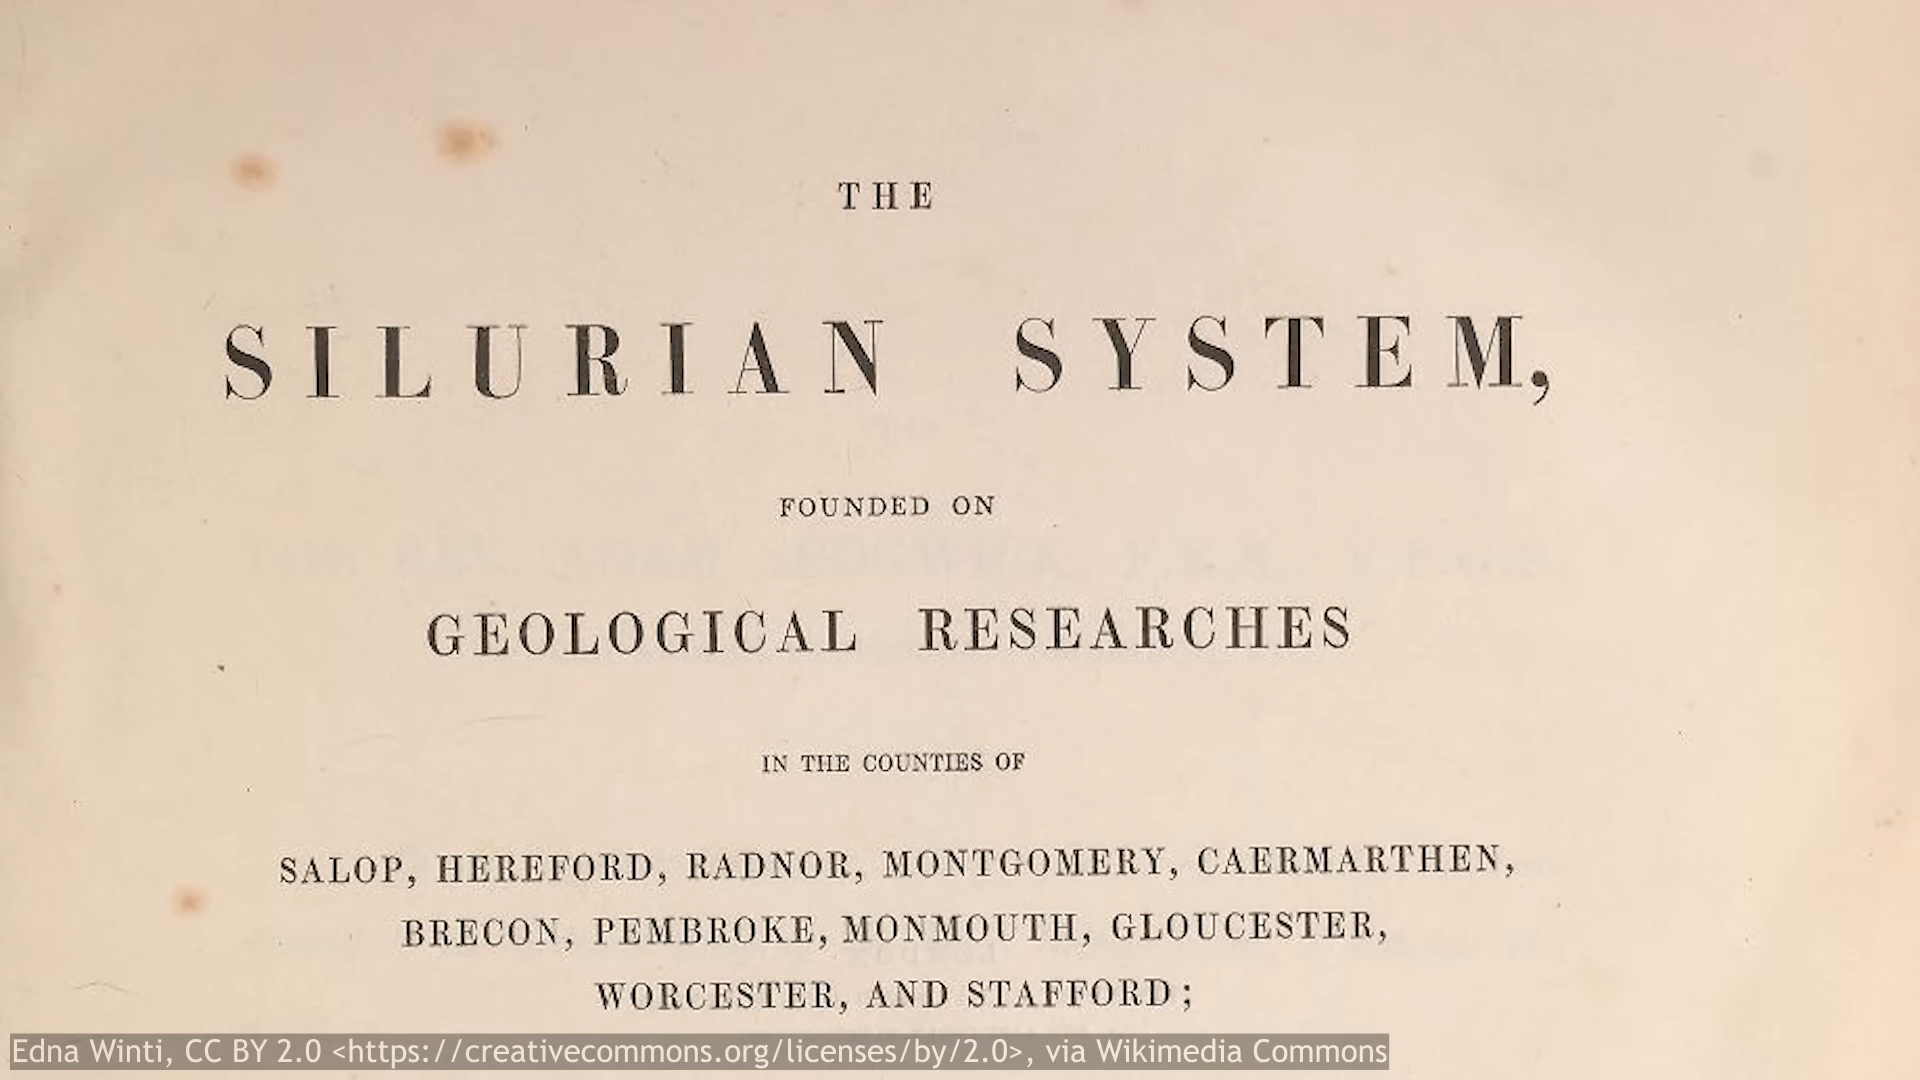 THE
SILURIAN SYSTEM,
FOUNDED ON
GEOLOGICAL RESEARCHES
IN THE COUNTIES OF
SALOP, HEREFORD, RADNOR, MONTGOMERY, CAERMARTHEN,
BRECON, PEMBROKE, MONMOUTH, GLOUCESTER,
WORCESTER, AND STAFFORD;
Edna Winti, CC BY 2.0 <https://creativecommons.org/licenses/by/2.0>, via Wikimedia Commons